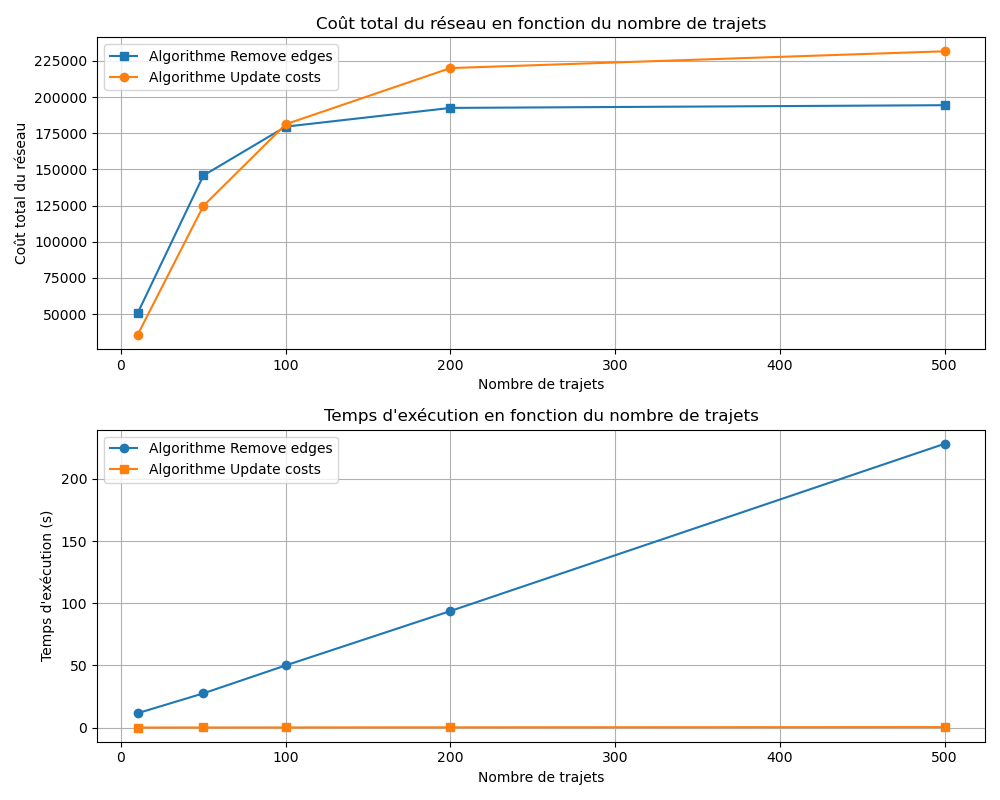 Coût total du réseau en fonction du nombre de trajets
Algorithme Remove edges
Algorithme Update costs
225000
200000
175000
150000
125000
100000
75000
50000
Coût total du réseau
0 100 200 300 400 500
Nombre de trajets
Temps d'exécution en fonction du nombre de trajets
Algorithme Remove edges
Algorithme Update costs
200
150
100
50
0
Temps d'exécution (s)
0 100 200 300 400 500
Nombre de trajets